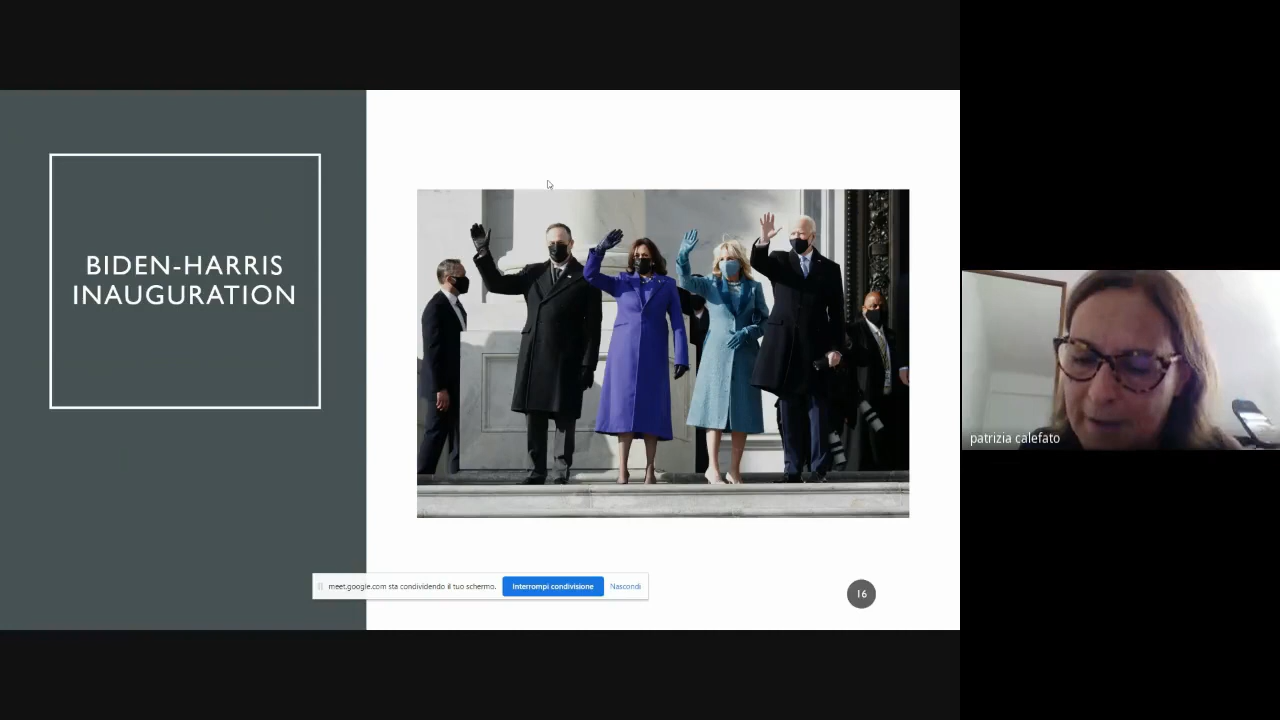 BIDEN-HARRIS
INAUGURATION
meet.google.com sta condividendo il tuo schermo.
Interrompi condivisione
Nascondi
16
patrizia calefato